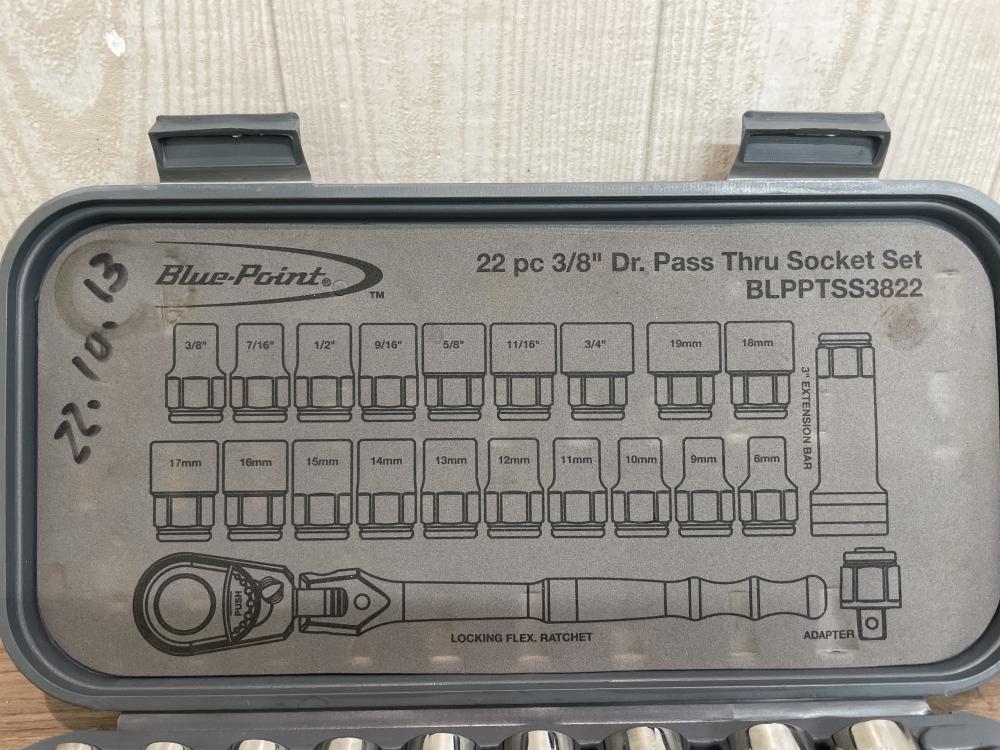 22.10.13
Blue-Point® ™
22 pc 3/8" Dr. Pass Thru Socket Set
BLPPTSS3822
3/8" 7/16" 1/2" 9/16" 5/8" 11/16" 3/4" 19mm 18mm
3" EXTENSION BAR
17mm 16mm 15mm 14mm 13mm 12mm 11mm 10mm 9mm 8mm
PUSH
LOCKING FLEX. RATCHET
ADAPTER